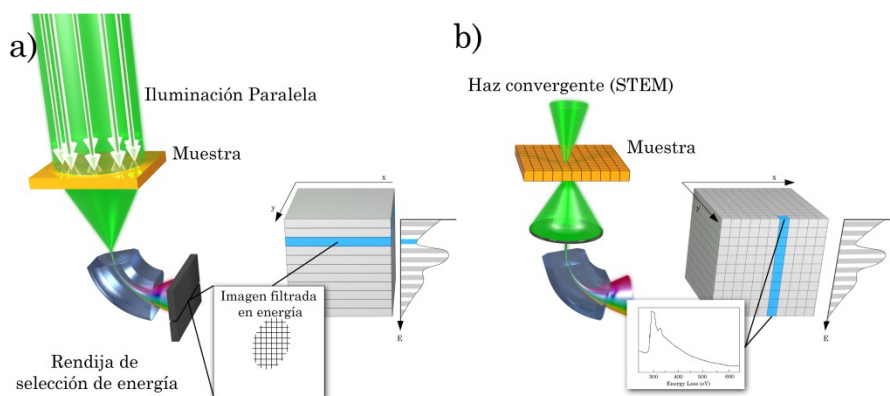 a)
Iluminación Paralela
Muestra
x
y
E
Imagen filtrada
en energía
Rendija de
selección de energía
b)
Haz convergente (STEM)
Muestra
x
y
E
300 400 500 600
Energy Loss (eV)